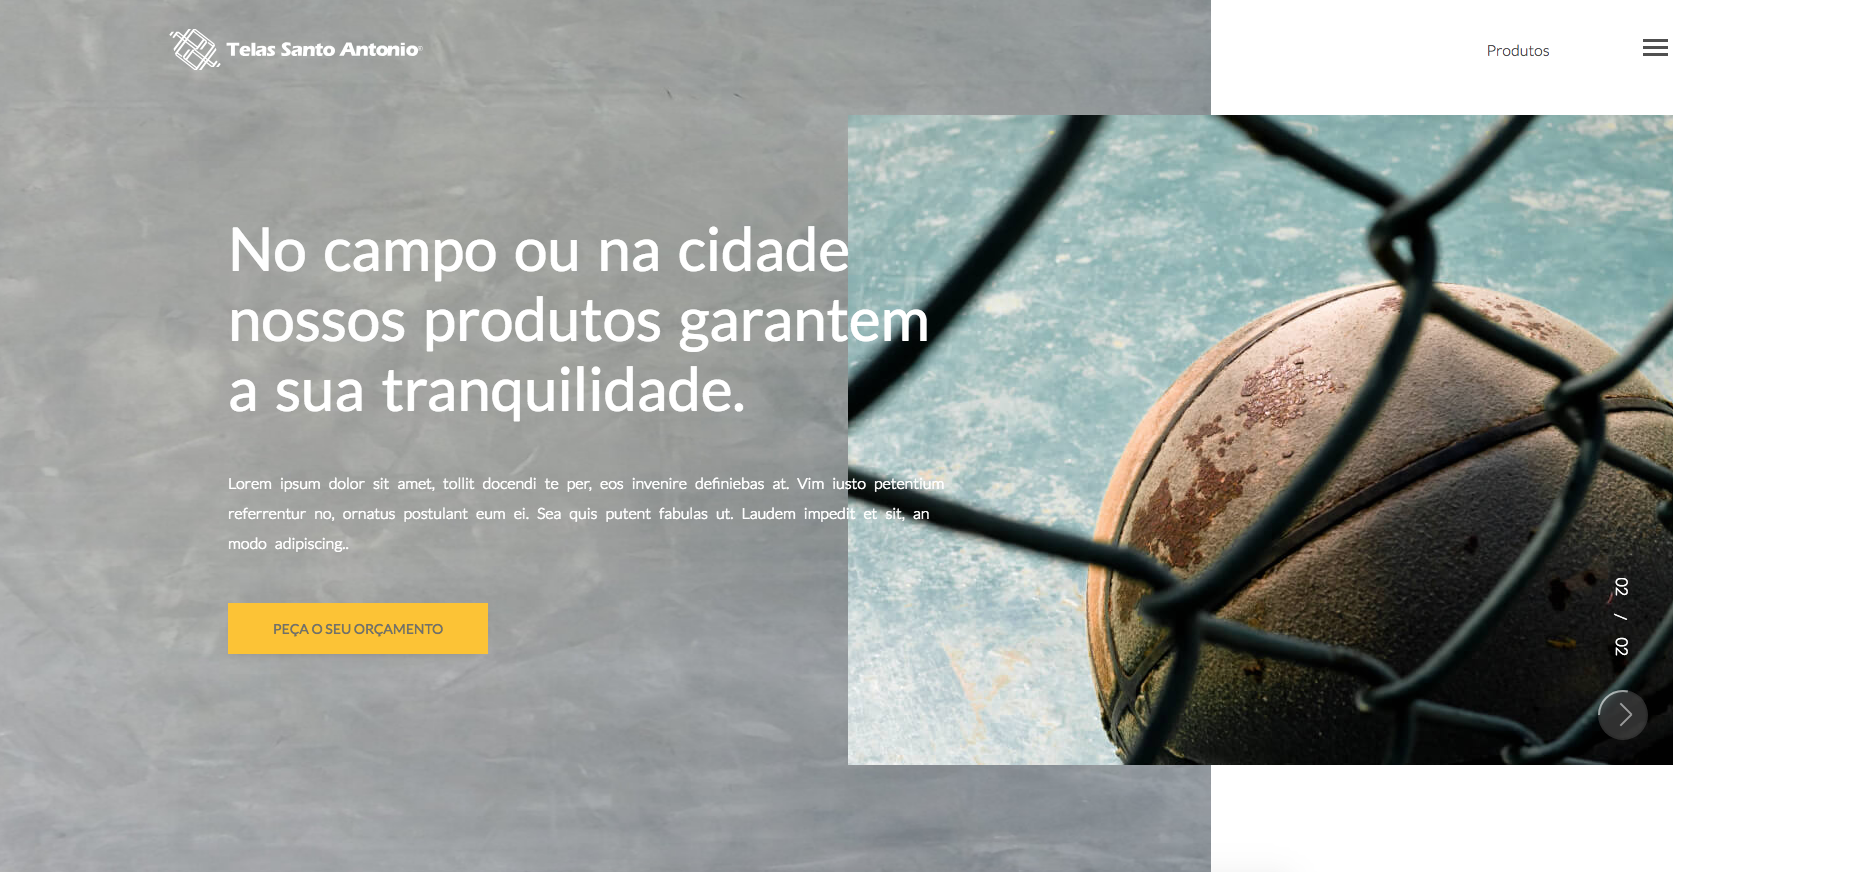 Telas Santo Antonio®
Produtos
No campo ou na cidade
nossos produtos garantem
a sua tranquilidade.
Lorem ipsum dolor sit amet, tollit docendi te per, eos invenire definiebas at. Vim iusto petentium
referrentur no, ornatus postulant eum ei. Sea quis putent fabulas ut. Laudem impedit et sit, an
modo adipiscing..
PEÇA O SEU ORÇAMENTO
02 / 02